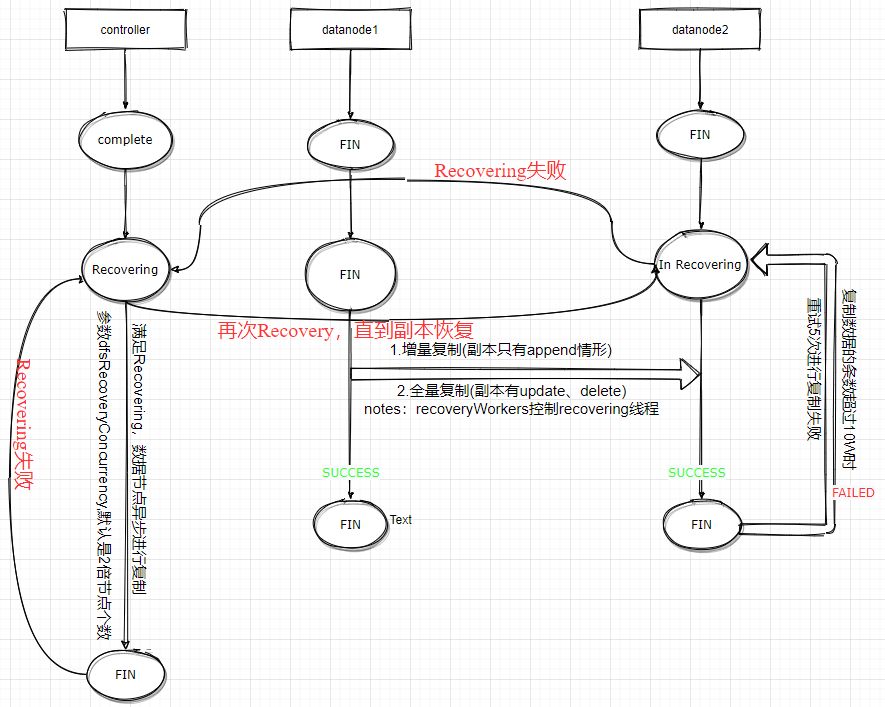 controller
datanode1
datanode2
complete
FIN
FIN
Recovering失败
Recovering
FIN
In Recovering
再次Recovery，直到副本恢复
1.增量复制(副本只有append情形)
2.全量复制(副本有update、delete)
notes：recoveryWorkers控制recovering线程
满足Recovering，数据节点异步进行复制
参数dfsRecoveryConcurrency,默认是2倍节点个数
Recovering失败
复制数据的条数超过10W时
重试5次进行复制失败
SUCCESS
SUCCESS
FAILED
FIN
Text
FIN
FIN